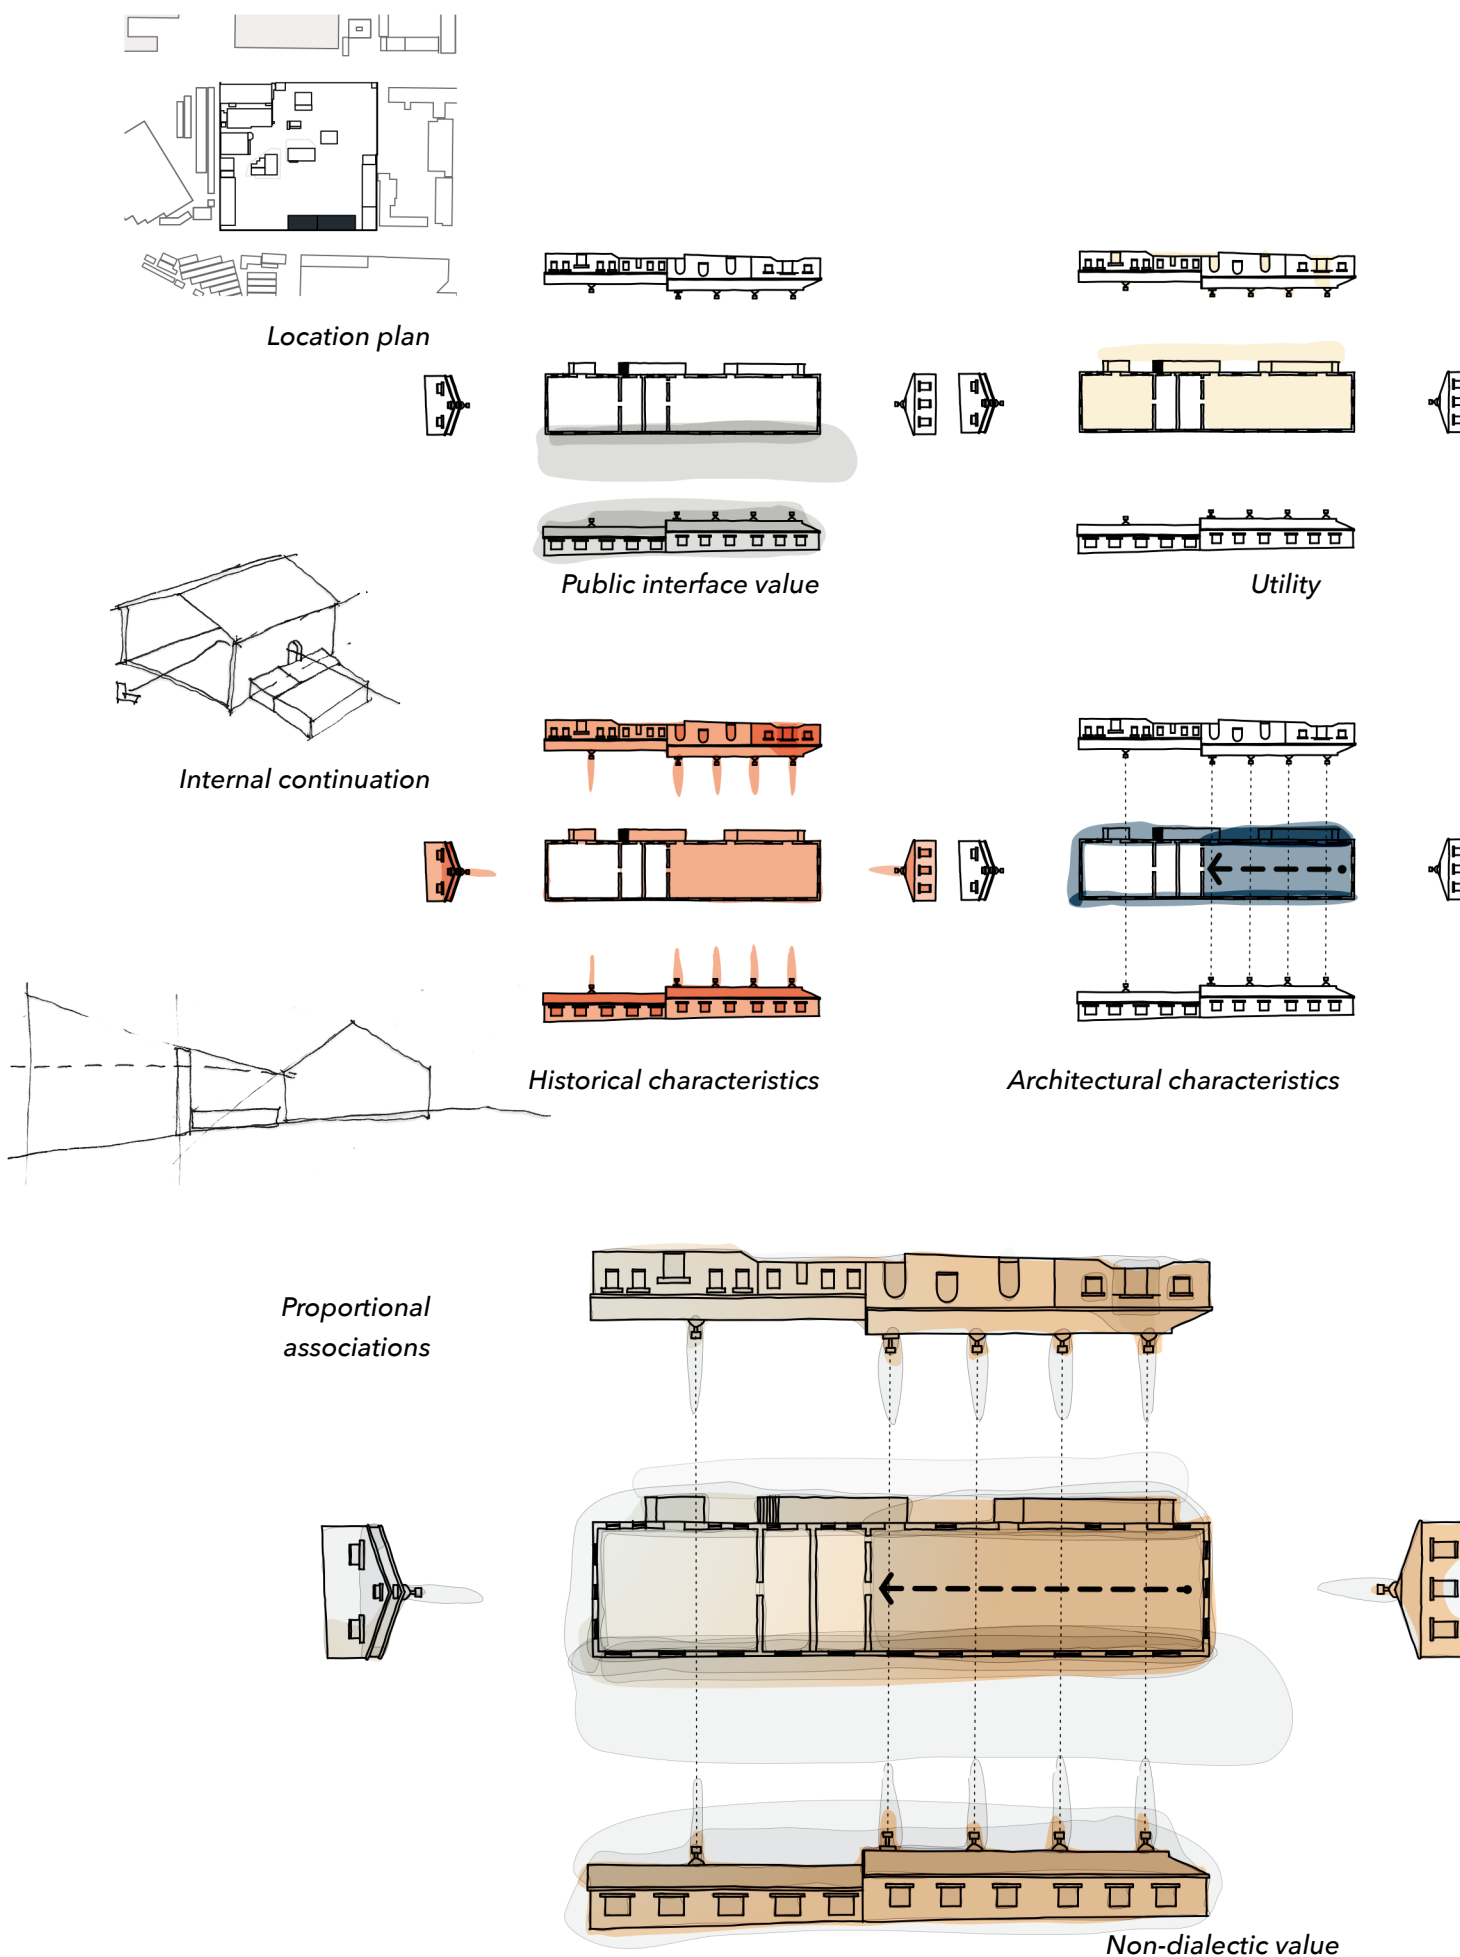 Location plan
Public interface value
Utility
Internal continuation
Historical characteristics
Architectural characteristics
Proportional
associations
Non-dialectic value